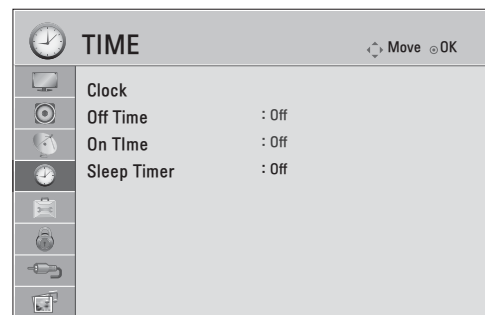 TIME
Move ⊙OK
Clock
Off Time : Off
On TIme : Off
Sleep Timer : Off